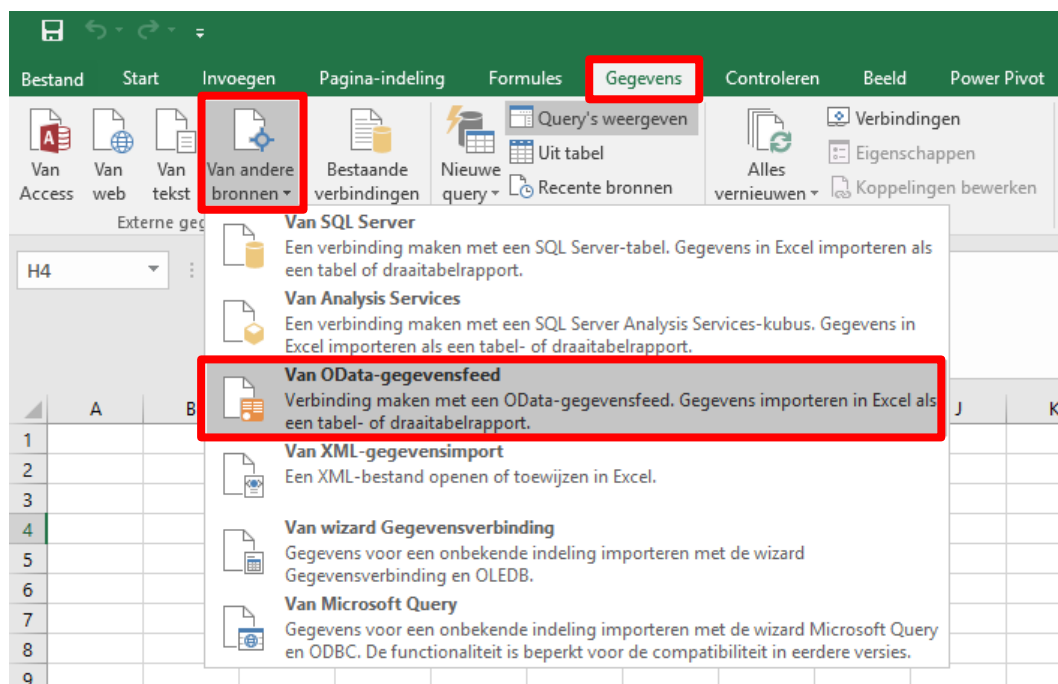 Bestand Start Invoegen Pagina-indeling Formules Gegevens Controleren Beeld Power Pivot
Van Access
Van web
Van tekst
Van andere bronnen
Bestaande verbindingen
Nieuwe query
Query's weergeven
Uit tabel
Recente bronnen
Alles vernieuwen
Verbindingen
Eigenschappen
Koppelingen bewerken
Externe geg
H4
Van SQL Server
Een verbinding maken met een SQL Server-tabel. Gegevens in Excel importeren als
een tabel of draaitabelrapport.
Van Analysis Services
Een verbinding maken met een SQL Server Analysis Services-kubus. Gegevens in
Excel importeren als een tabel- of draaitabelrapport.
Van OData-gegevensfeed
Verbinding maken met een OData-gegevensfeed. Gegevens importeren in Excel als
een tabel- of draaitabelrapport.
Van XML-gegevensimport
Een XML-bestand openen of toewijzen in Excel.
Van wizard Gegevensverbinding
Gegevens voor een onbekende indeling importeren met de wizard
Gegevensverbinding en OLEDB.
Van Microsoft Query
Gegevens voor een onbekende indeling importeren met de wizard Microsoft Query
en ODBC. De functionaliteit is beperkt voor de compatibiliteit in eerdere versies.
A B J K
1
2
3
4
5
6
7
8
9